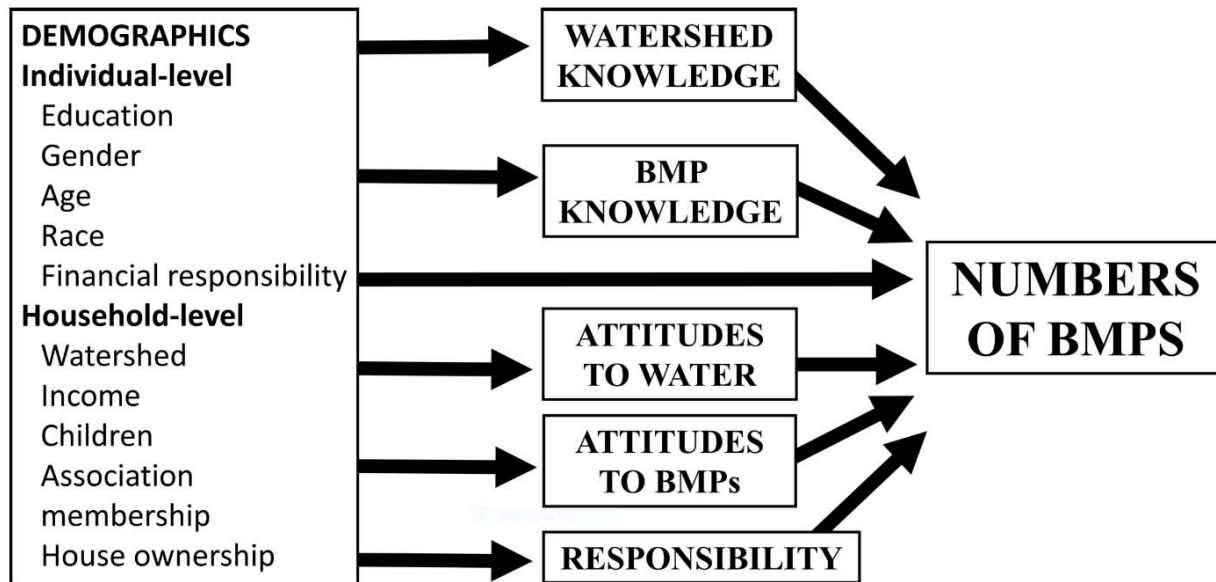 DEMOGRAPHICS
Individual-level
Education
Gender
Age
Race
Financial responsibility
Household-level
Watershed
Income
Children
Association
membership
House ownership
WATERSHED
KNOWLEDGE
BMP
KNOWLEDGE
ATTITUDES
TO WATER
ATTITUDES
TO BMPs
RESPONSIBILITY
NUMBERS
OF BMPS